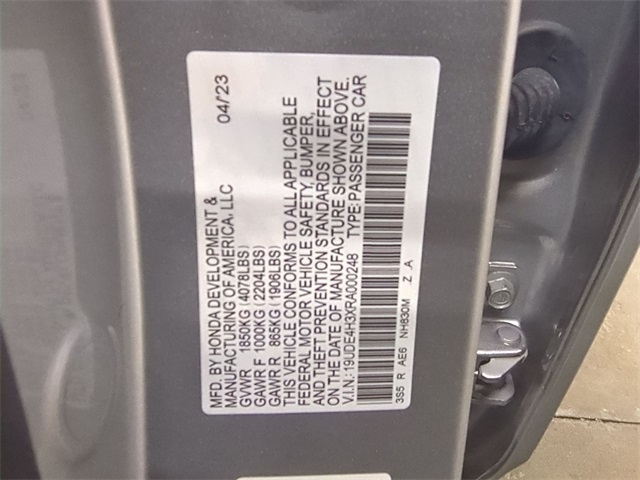 MFD. BY HONDA DEVELOPMENT & 04/23
MANUFACTURING OF AMERICA, LLC
GVWR 1850KG(4078LBS)
GAWR F 1000KG(2204LBS)
GAWR R 865KG(1906LBS)
THIS VEHICLE CONFORMS TO ALL APPLICABLE
FEDERAL MOTOR VEHICLE SAFETY, BUMPER,
AND THEFT PREVENTION STANDARDS IN EFFECT
ON THE DATE OF MANUFACTURE SHOWN ABOVE.
V.I.N.: 19UDE4H3XRA000248 TYPE:PASSENGER CAR
3S5 R AE6 NH830M Z A